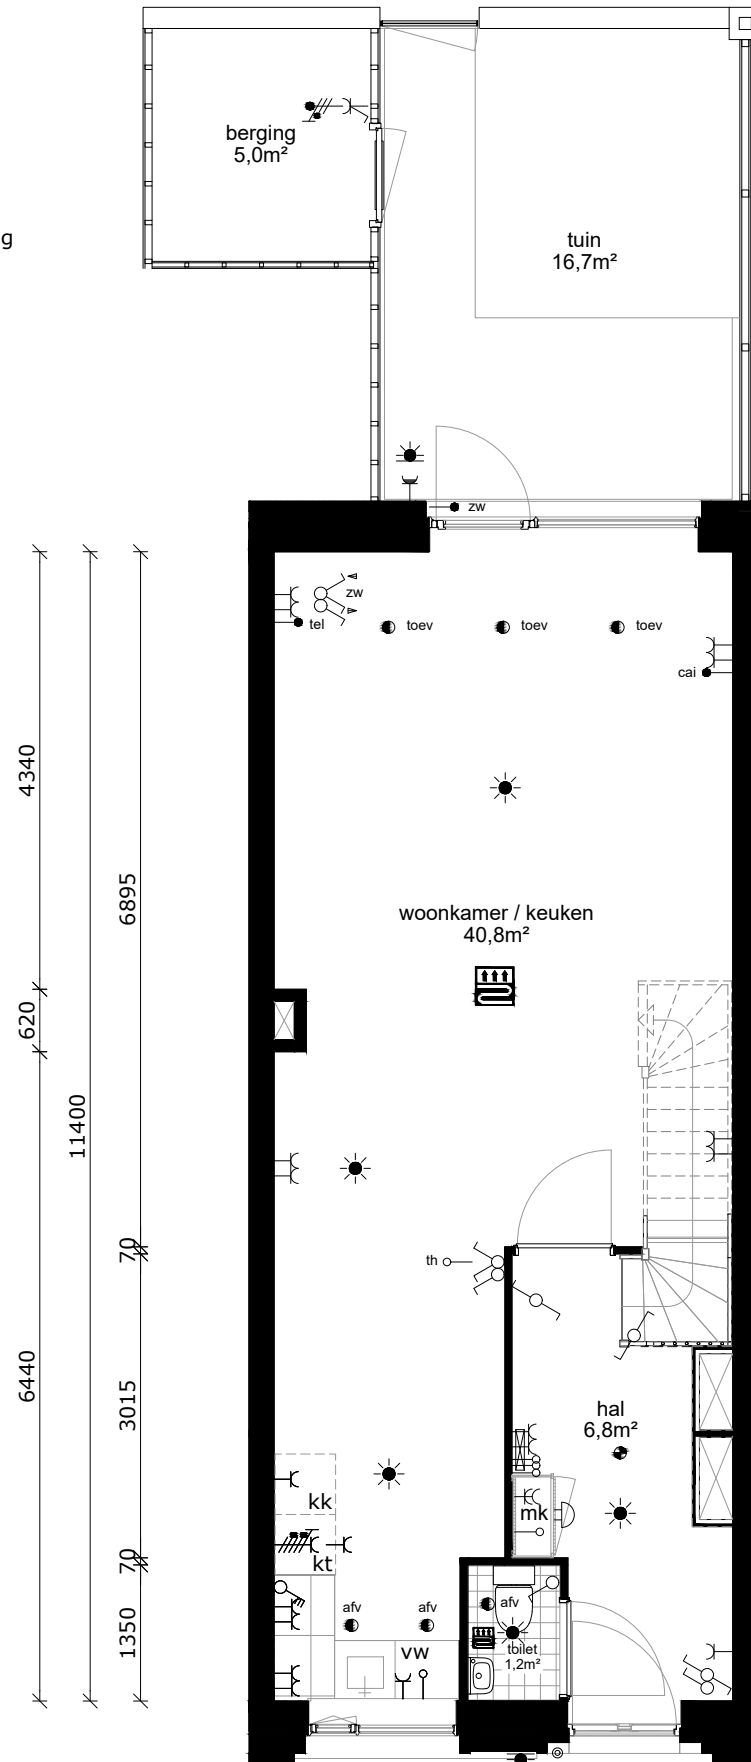 berging
5,0m²
g
tuin
16,7m²
zw
zw
tel
toev
toev
toev
cai
4340
6895
woonkamer / keuken
40,8m²
620
11400
70
th
6440
3015
hal
6,8m²
kk
mk
kt
70
afv
afv
afv
1350
vw
toilet
1,2m²